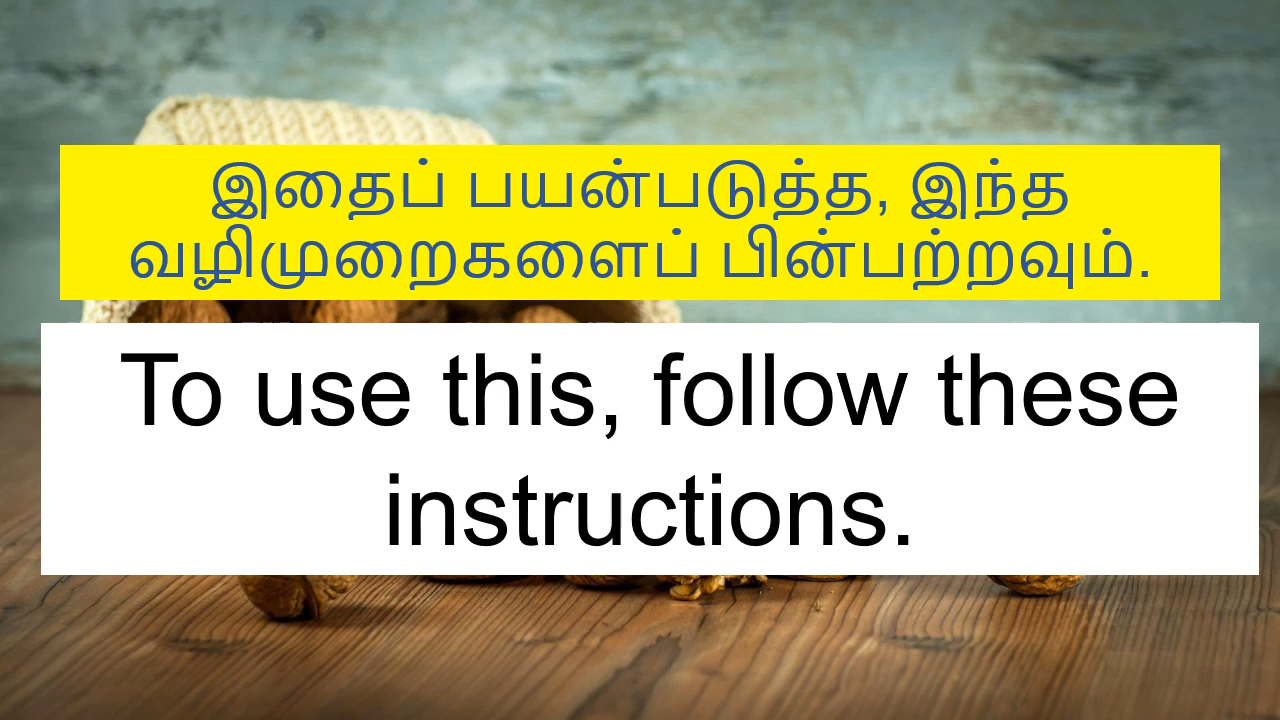 இதைப் பயன்படுத்த, இந்த
வழிமுறைகளைப் பின்பற்றவும்.
To use this, follow these
instructions.